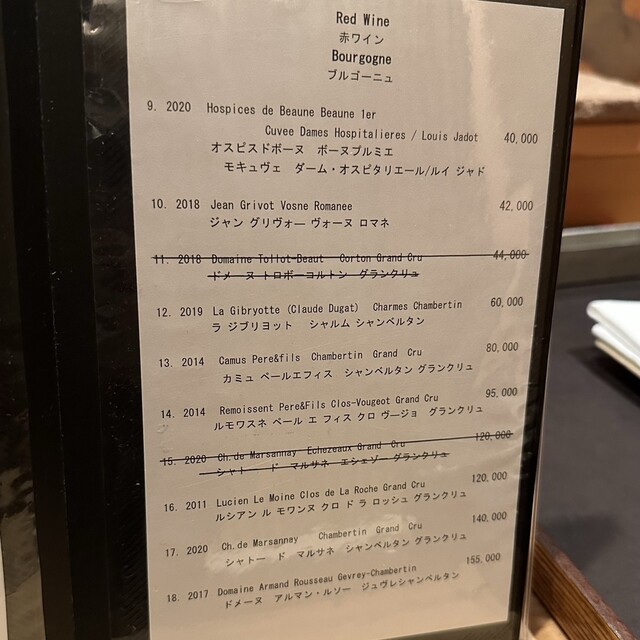 Red Wine
赤ワイン
Bourgogne
ブルゴーニュ
9. 2020 Hospices de Beaune Beaune 1er
Cuvee Dames Hospitalieres / Louis Jadot 40,000
オスピスドボーヌ ボーヌプルミエ
モキュヴェ ダーム・オスピタリエール/ルイ ジャド
10. 2018 Jean Grivot Vosne Romanee 42,000
ジャン グリヴォー ヴォーヌ ロマネ
11. 2018 Domaine Tollot-Beaut Corton Grand Cru 44,000
ドメーヌ トロボーコルトン グランクリュ
12. 2019 La Gibryotte (Claude Dugat) Charmes Chambertin 60,000
ラ ジブリヨット シャルム シャンベルタン
13. 2014 Camus Pere&fils Chambertin Grand Cru 80,000
カミュ ペールエフィス シャンベルタン グランクリュ
14. 2014 Remoissent Pere&Fils Clos-Vougeot Grand Cru 95,000
ルモワスネ ペール エ フィス クロ ヴージョ グランクリュ
15. 2020 Ch.de Marsannay Echezeaux Grand Cru 120,000
シャトー ド マルサネ エシェゾー グランクリュ
16. 2011 Lucien Le Moine Clos de La Roche Grand Cru 120,000
ルシアン ル モワンヌ クロ ド ラ ロッシュ グランクリュ
17. 2020 Ch.de Marsannay Chambertin Grand Cru 140,000
シャトー ド マルサネ シャンベルタン グランクリュ
18. 2017 Domaine Armand Rousseau Gevrey-Chambertin 155,000
ドメーヌ アルマン・ルソー ジュヴレシャンベルタン